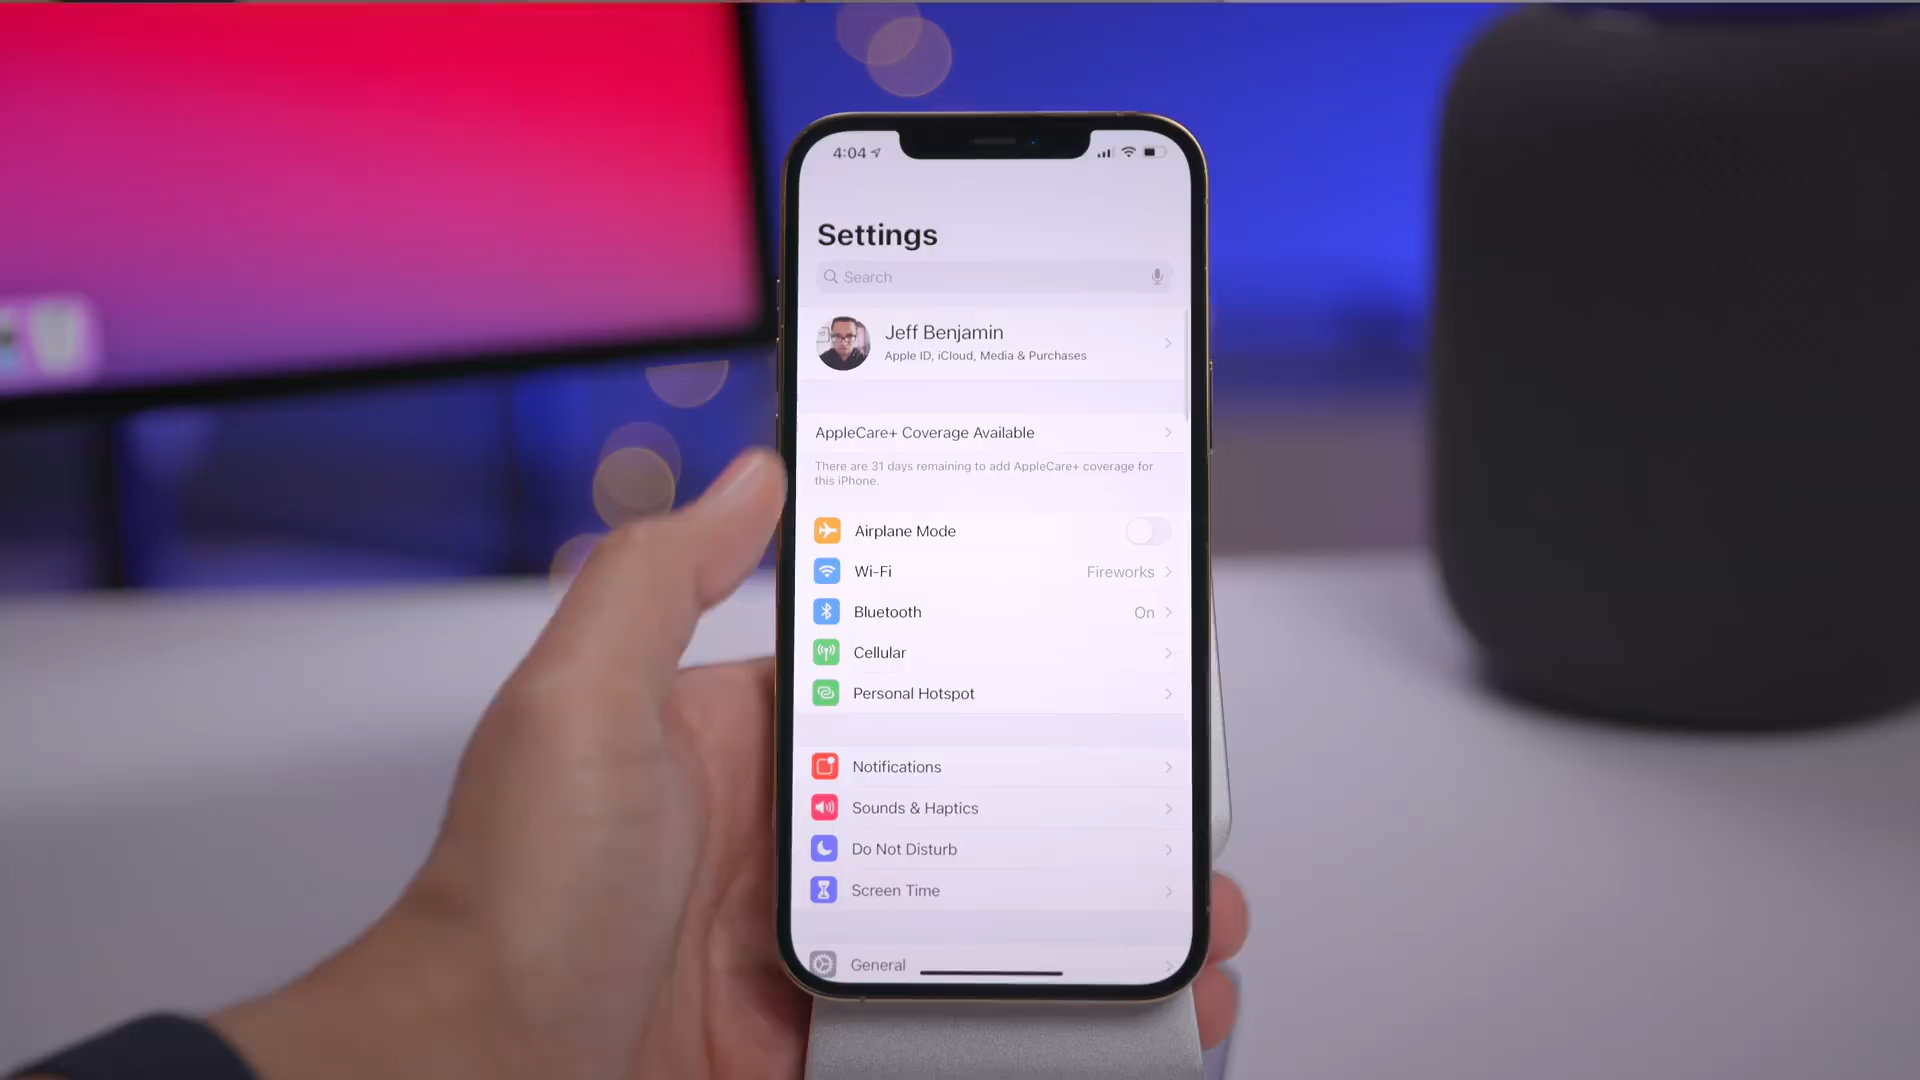 4:04
Settings
Search
Jeff Benjamin
Apple ID, iCloud, Media & Purchases
AppleCare+ Coverage Available
There are 31 days remaining to add AppleCare+ coverage for
this iPhone.
Airplane Mode
Wi-Fi Fireworks
Bluetooth On
Cellular
Personal Hotspot
Notifications
Sounds & Haptics
Do Not Disturb
Screen Time
General